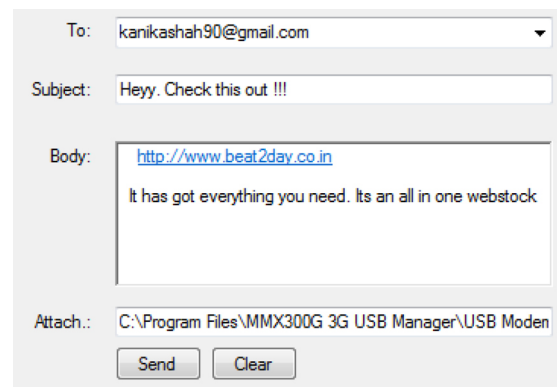 To: kanikashah90@gmail.com
Subject: Heyy. Check this out !!!
Body: http://www.beat2day.co.in
It has got everything you need. Its an all in one webstock
Attach.: C:\Program Files\MMX300G 3G USB Manager\USB Modem
Send Clear